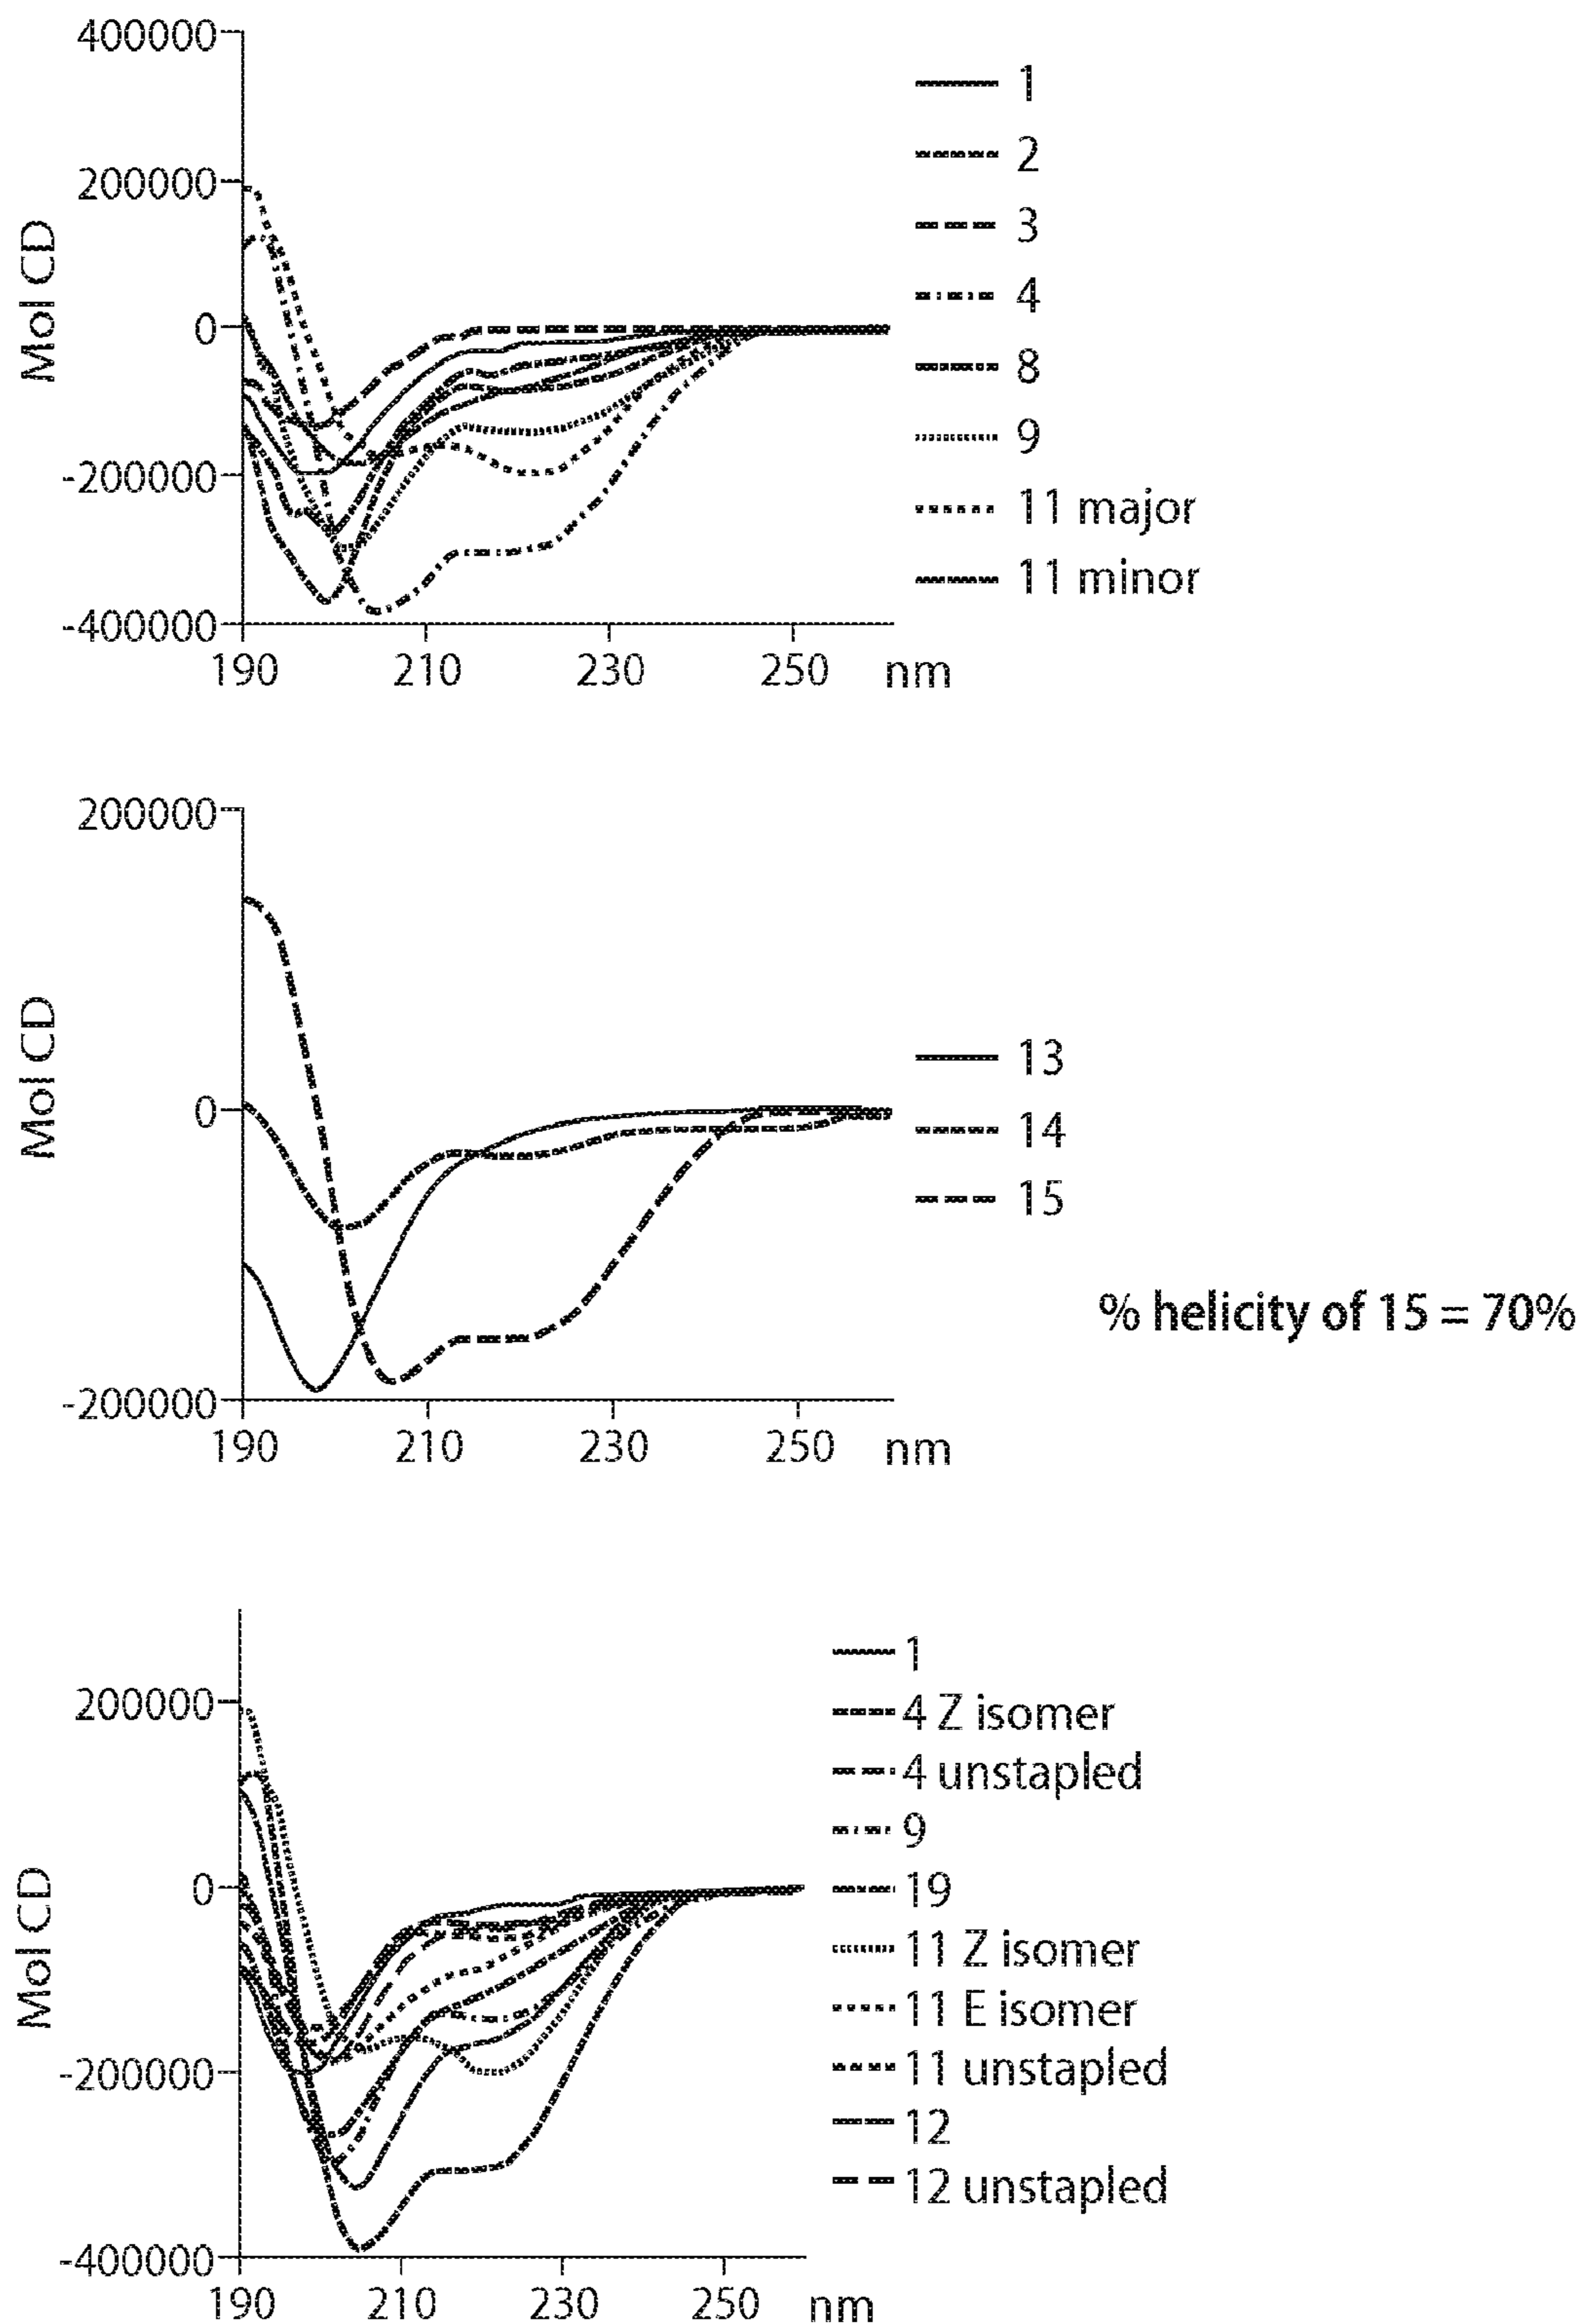 Mol CD
400000
200000
0
-200000
-400000
190 210 230 250 nm
1
2
3
4
8
9
11 major
11 minor
Mol CD
200000
0
-200000
190 210 230 250 nm
13
14
15
% helicity of 15 = 70%
Mol CD
200000
0
-200000
-400000
190 210 230 250 nm
1
4 Z isomer
4 unstapled
9
19
11 Z isomer
11 E isomer
11 unstapled
12
12 unstapled